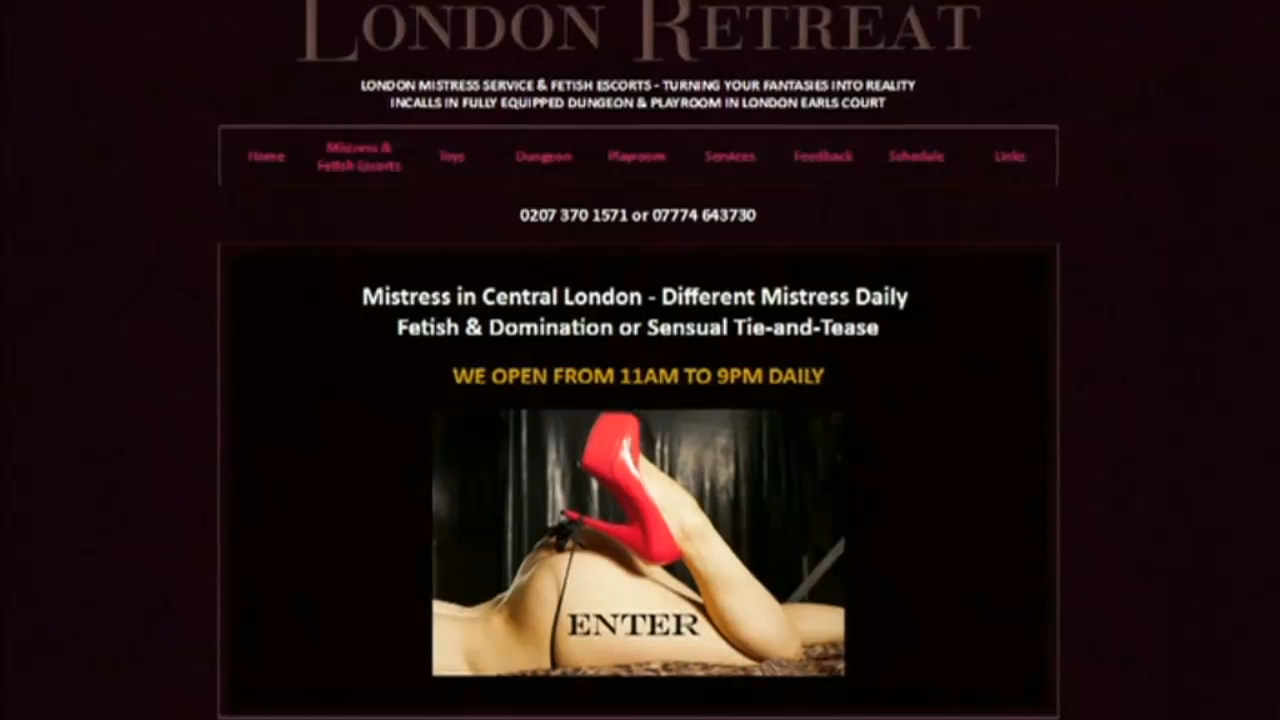 LONDON RETREAT
LONDON MISTRESS SERVICE & FETISH ESCORTS - TURNING YOUR FANTASIES INTO REALITY
INCALLS IN FULLY EQUIPPED DUNGEON & PLAYROOM IN LONDON EARLS COURT
Home Mistress & Fetish Escorts Toys Dungeon Playroom Services Feedback Schedule Links
0207 370 1571 or 07774 643730
Mistress in Central London - Different Mistress Daily
Fetish & Domination or Sensual Tie-and-Tease
WE OPEN FROM 11AM TO 9PM DAILY
ENTER